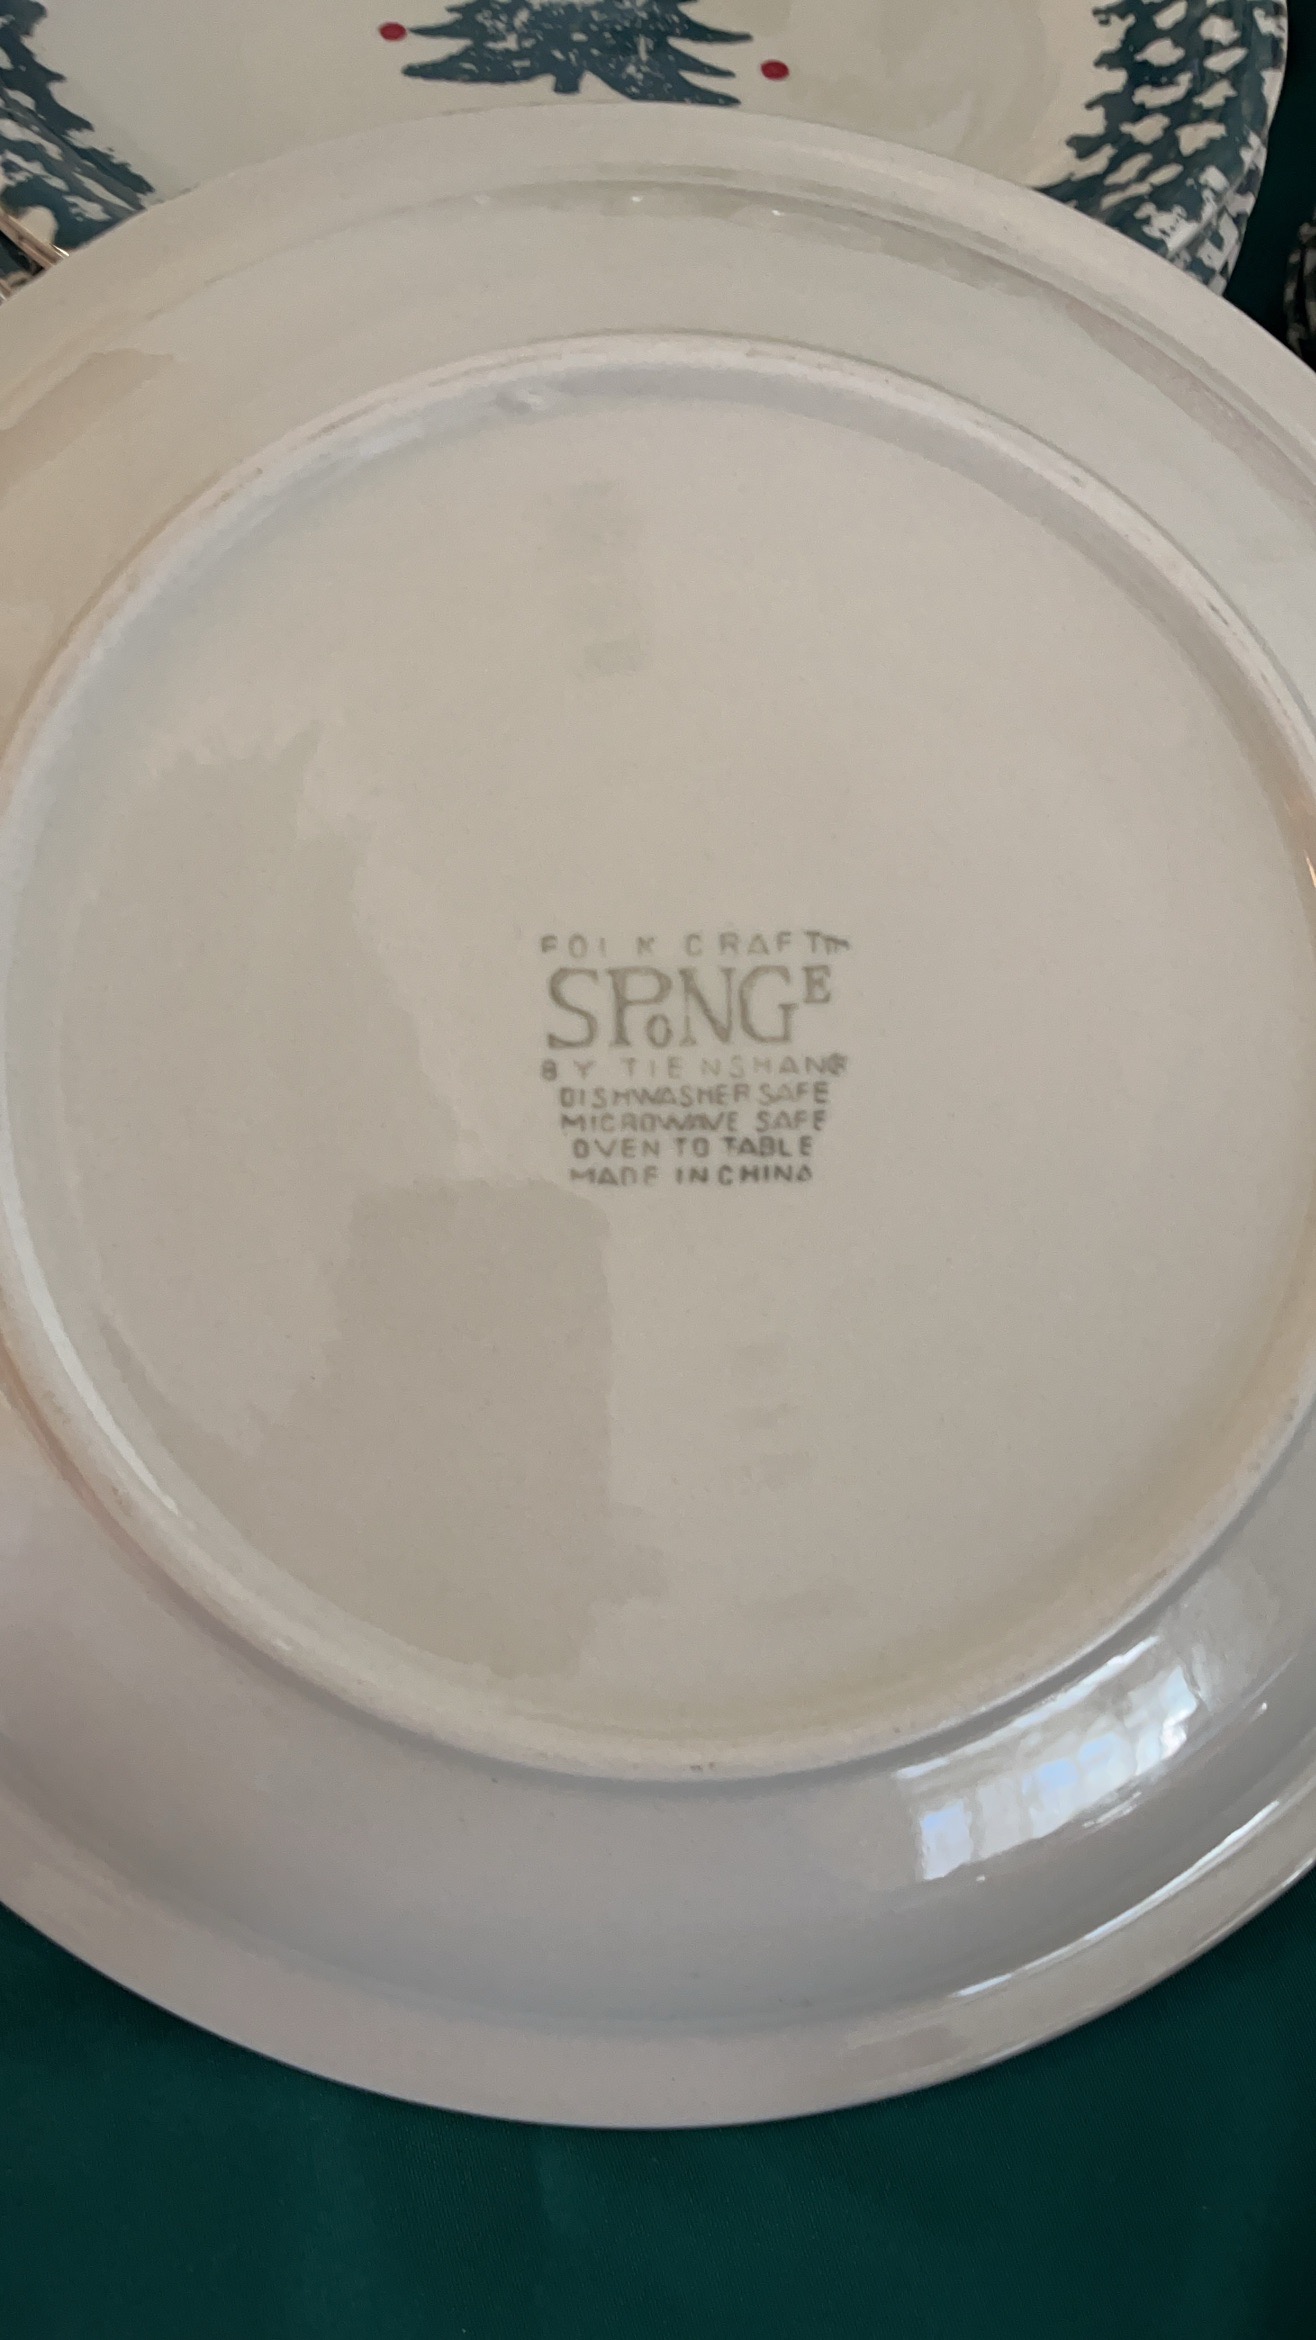 FOLK CRAFT™
SPONGE
BY TIENSHAN®
DISHWASHER SAFE
MICROWAVE SAFE
OVEN TO TABLE
MADE IN CHINA